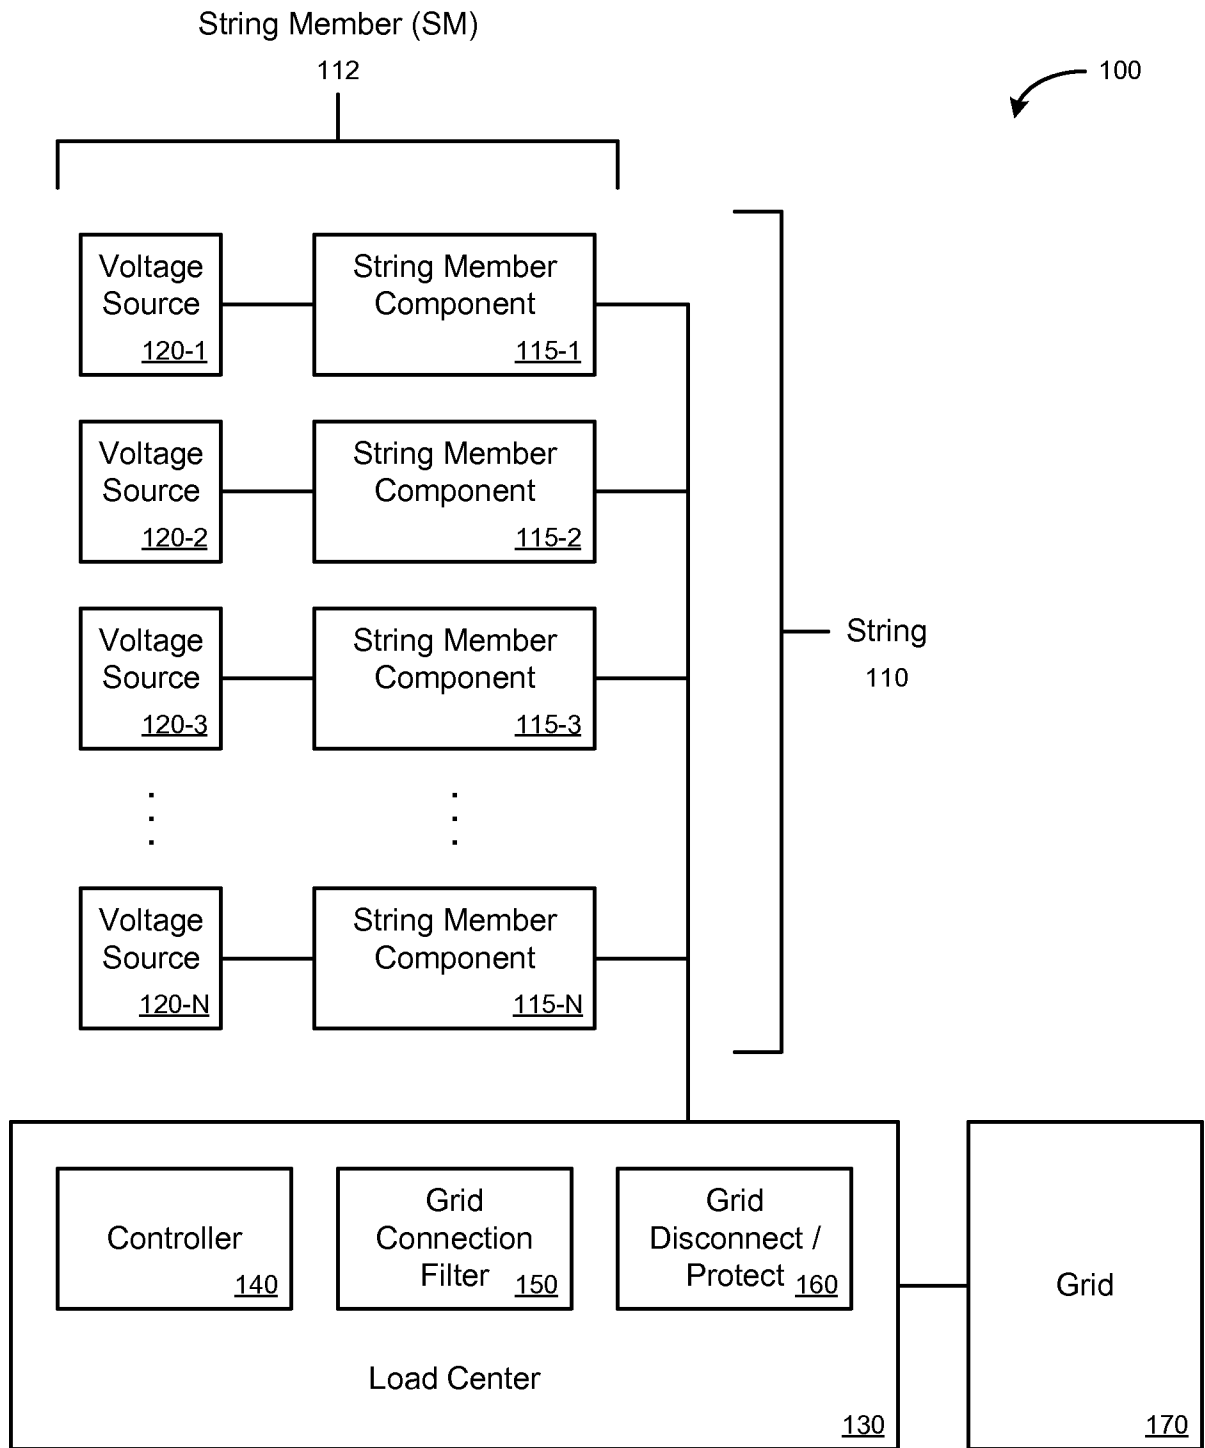 String Member (SM)
112
100
Voltage
Source
120-1
String Member
Component
115-1
Voltage
Source
120-2
String Member
Component
115-2
Voltage
Source
120-3
String Member
Component
115-3
String
110
Voltage
Source
120-N
String Member
Component
115-N
Controller
140
Grid
Connection
Filter
150
Grid
Disconnect /
Protect
160
Load Center
130
Grid
170